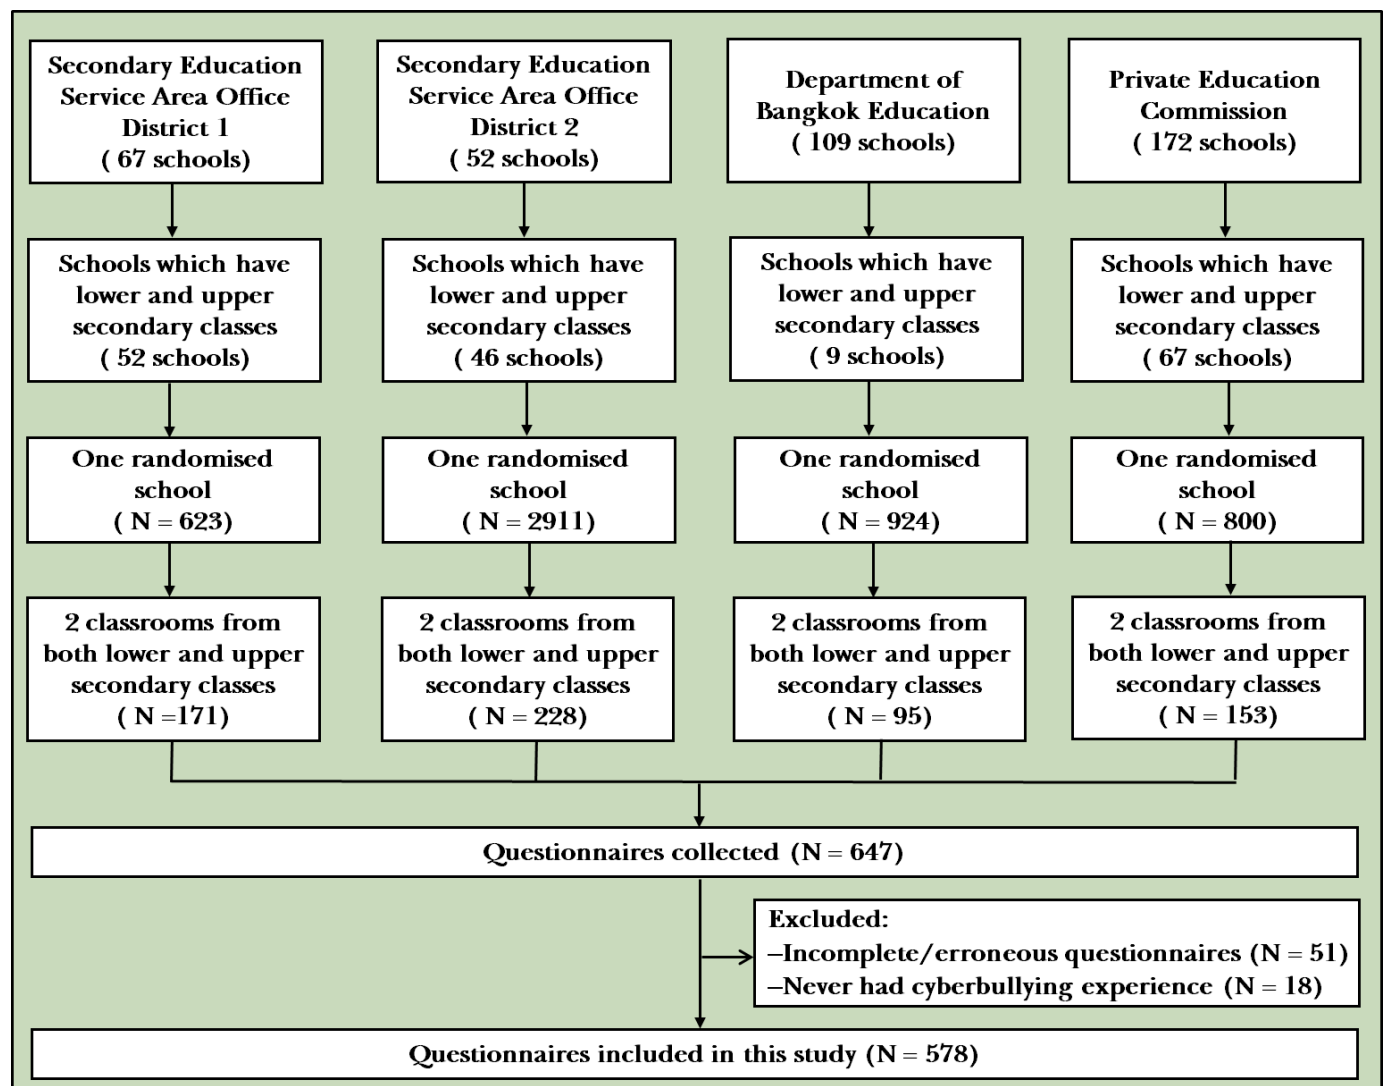 Secondary Education
Service Area Office
District 1
( 67 schools)
Secondary Education
Service Area Office
District 2
( 52 schools)
Department of
Bangkok Education
( 109 schools)
Private Education
Commission
( 172 schools)
Schools which have
lower and upper
secondary classes
( 52 schools)
Schools which have
lower and upper
secondary classes
( 46 schools)
Schools which have
lower and upper
secondary classes
( 9 schools)
Schools which have
lower and upper
secondary classes
( 67 schools)
One randomised
school
( N = 623)
One randomised
school
( N = 2911)
One randomised
school
( N = 924)
One randomised
school
( N = 800)
2 classrooms from
both lower and upper
secondary classes
( N =171)
2 classrooms from
both lower and upper
secondary classes
( N = 228)
2 classrooms from
both lower and upper
secondary classes
( N = 95)
2 classrooms from
both lower and upper
secondary classes
( N = 153)
Questionnaires collected (N = 647)
Excluded:
–Incomplete/erroneous questionnaires (N = 51)
–Never had cyberbullying experience (N = 18)
Questionnaires included in this study (N = 578)